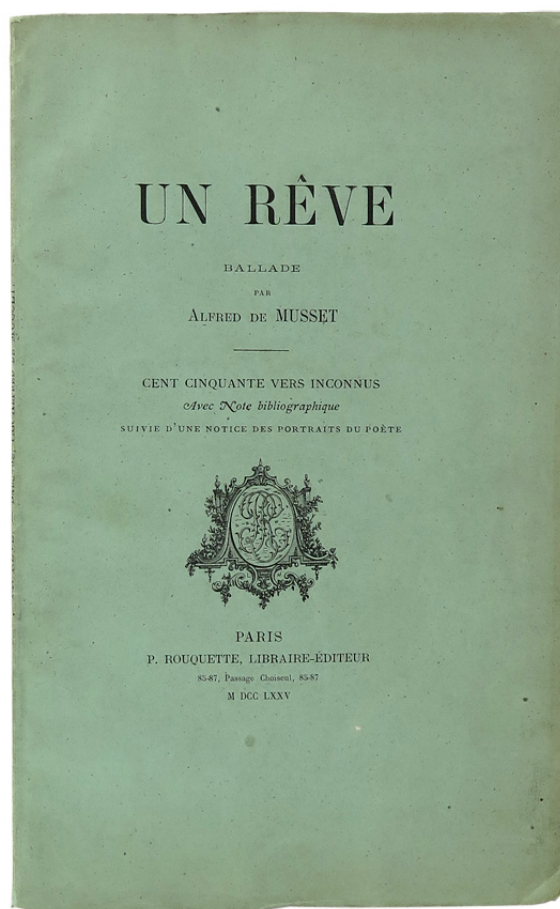 UN RÊVE
BALLADE
PAR
ALFRED DE MUSSET
CENT CINQUANTE VERS INCONNUS
Avec Note bibliographique
SUIVIE D'UNE NOTICE DES PORTRAITS DU POÈTE
PR
PARIS
P. ROUQUETTE, LIBRAIRE-ÉDITEUR
85-87, Passage Choiseul, 85-87
M DCC LXXV